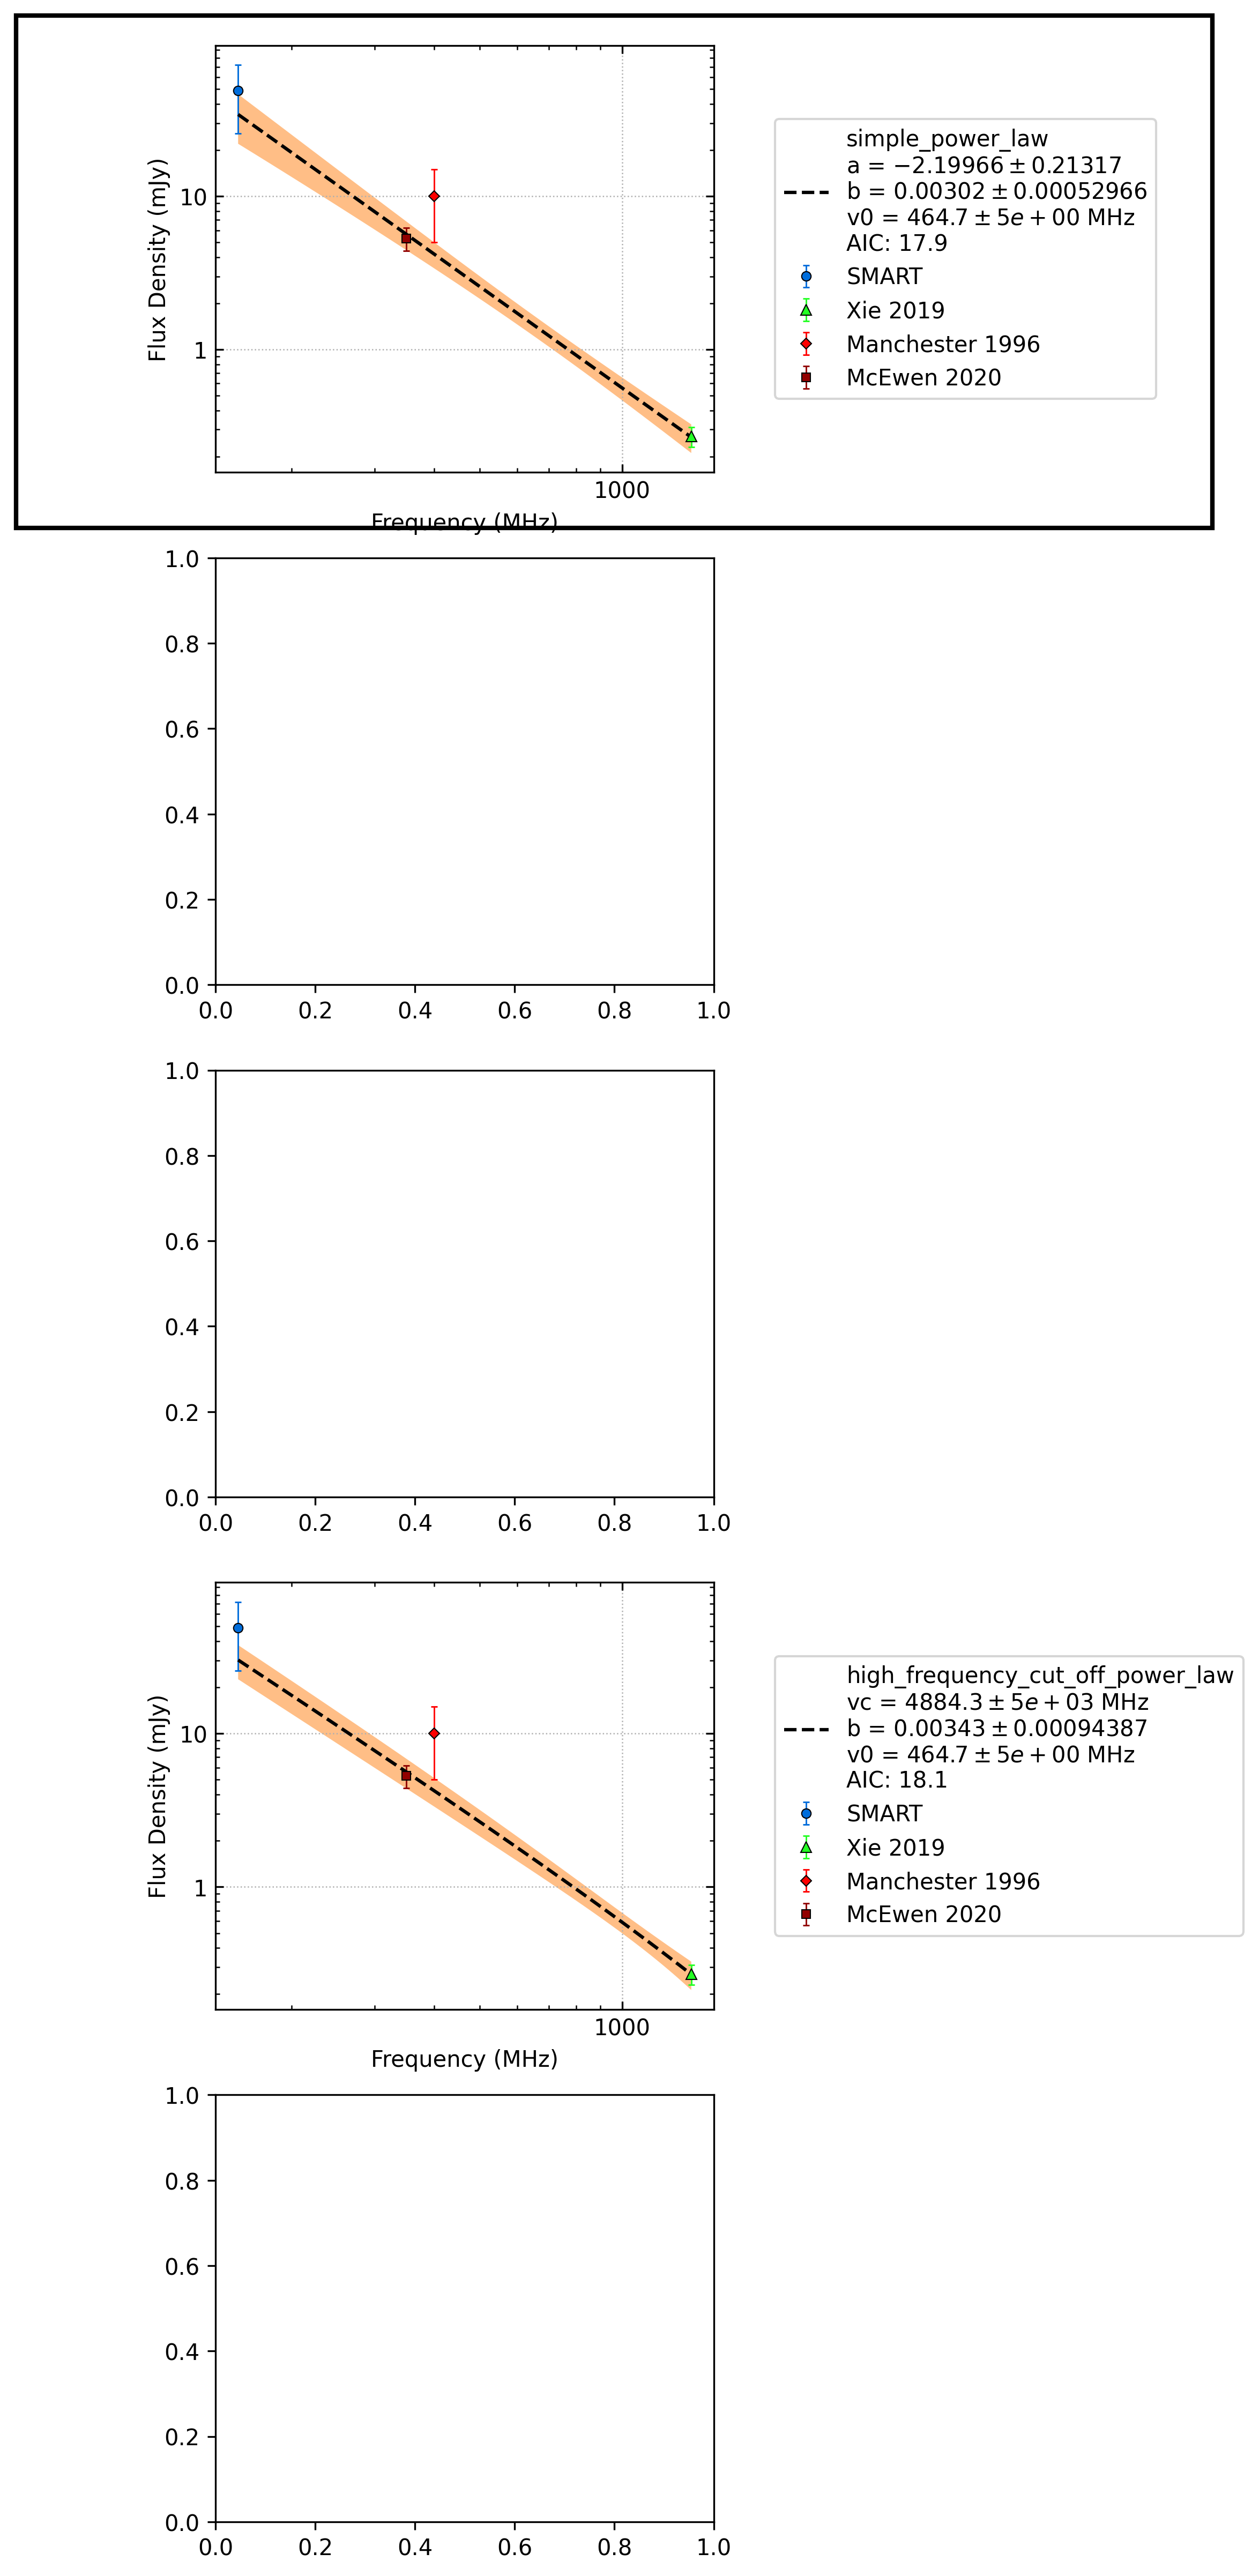 10
1
Flux Density (mJy)
1000
Frequency (MHz)
simple_power_law
a = −2.19966 ± 0.21317
b = 0.00302 ± 0.00052966
v0 = 464.7 ± 5e + 00 MHz
AIC: 17.9
SMART
Xie 2019
Manchester 1996
McEwen 2020
1.0
0.8
0.6
0.4
0.2
0.0
0.0 0.2 0.4 0.6 0.8 1.0
1.0
0.8
0.6
0.4
0.2
0.0
0.0 0.2 0.4 0.6 0.8 1.0
10
1
Flux Density (mJy)
1000
Frequency (MHz)
high_frequency_cut_off_power_law
vc = 4884.3 ± 5e + 03 MHz
b = 0.00343 ± 0.00094387
v0 = 464.7 ± 5e + 00 MHz
AIC: 18.1
SMART
Xie 2019
Manchester 1996
McEwen 2020
1.0
0.8
0.6
0.4
0.2
0.0
0.0 0.2 0.4 0.6 0.8 1.0